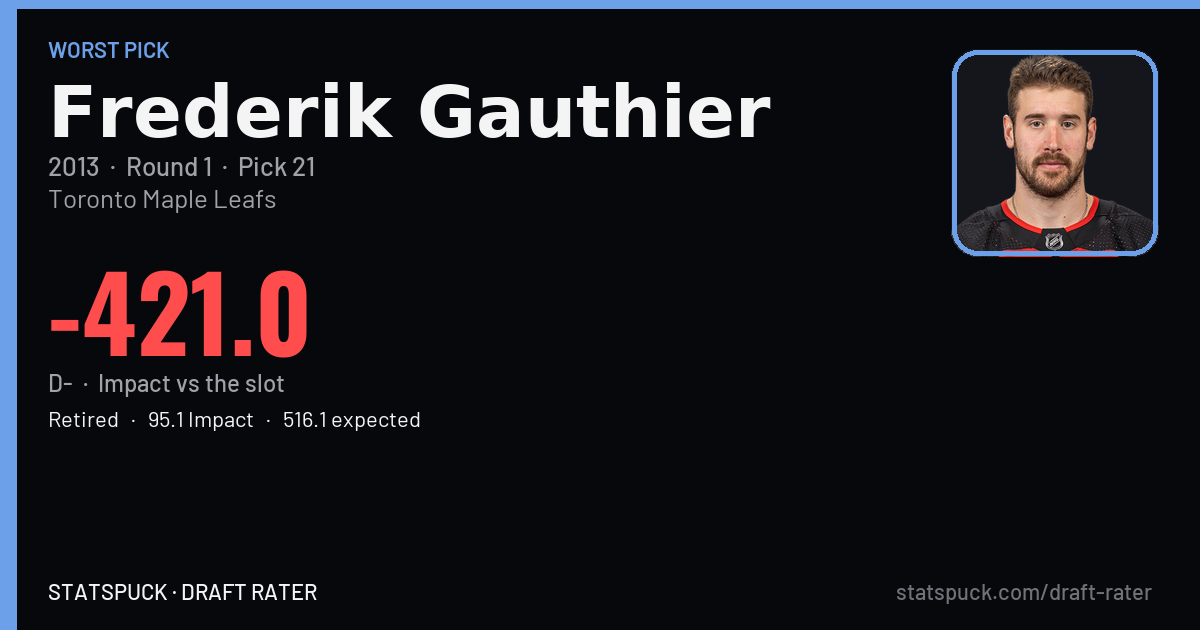 WORST PICK
Frederik Gauthier
2013 · Round 1 · Pick 21
Toronto Maple Leafs
-421.0
D- · Impact vs the slot
Retired · 95.1 Impact · 516.1 expected
STATSPUCK · DRAFT RATER
statspuck.com/draft-rater